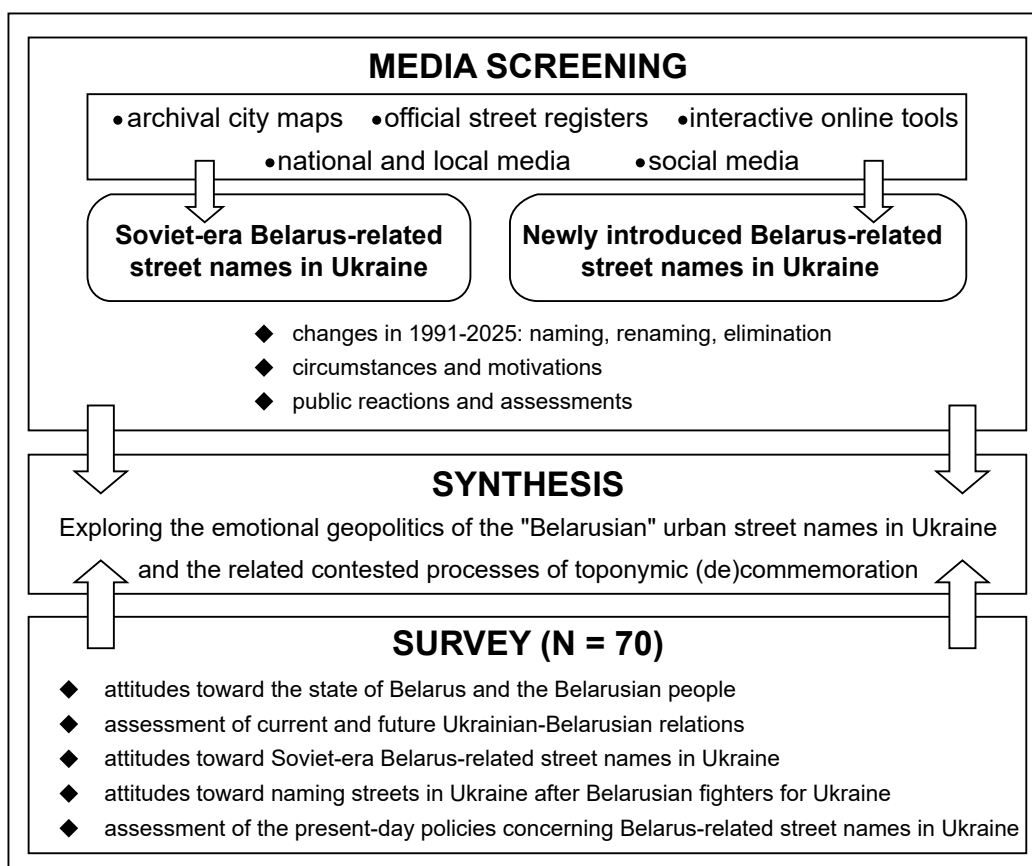 MEDIA SCREENING
•archival city maps •official street registers •interactive online tools
•national and local media •social media
Soviet-era Belarus-related
street names in Ukraine
Newly introduced Belarus-related
street names in Ukraine
◆ changes in 1991-2025: naming, renaming, elimination
◆ circumstances and motivations
◆ public reactions and assessments
SYNTHESIS
Exploring the emotional geopolitics of the "Belarusian" urban street names in Ukraine
and the related contested processes of toponymic (de)commemoration
SURVEY (N = 70)
◆ attitudes toward the state of Belarus and the Belarusian people
◆ assessment of current and future Ukrainian-Belarusian relations
◆ attitudes toward Soviet-era Belarus-related street names in Ukraine
◆ attitudes toward naming streets in Ukraine after Belarusian fighters for Ukraine
◆ assessment of the present-day policies concerning Belarus-related street names in Ukraine